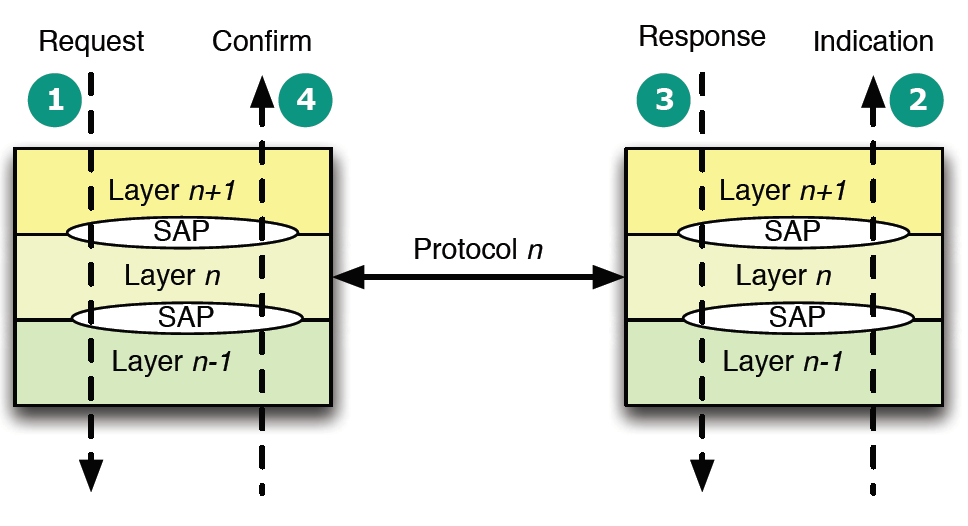 Request
Confirm
Response
Indication
1
4
3
2
Layer n+1
SAP
Layer n
SAP
Layer n-1
Protocol n
Layer n+1
SAP
Layer n
SAP
Layer n-1